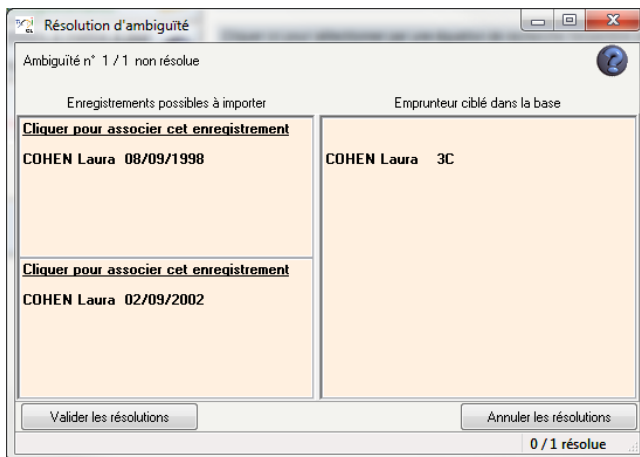 Résolution d'ambiguïté
Ambiguïté n° 1 / 1 non résolue
Enregistrements possibles à importer
Emprunteur ciblé dans la base
Cliquer pour associer cet enregistrement
COHEN Laura 08/09/1998
COHEN Laura 3C
Cliquer pour associer cet enregistrement
COHEN Laura 02/09/2002
Valider les résolutions
Annuler les résolutions
0 / 1 résolue